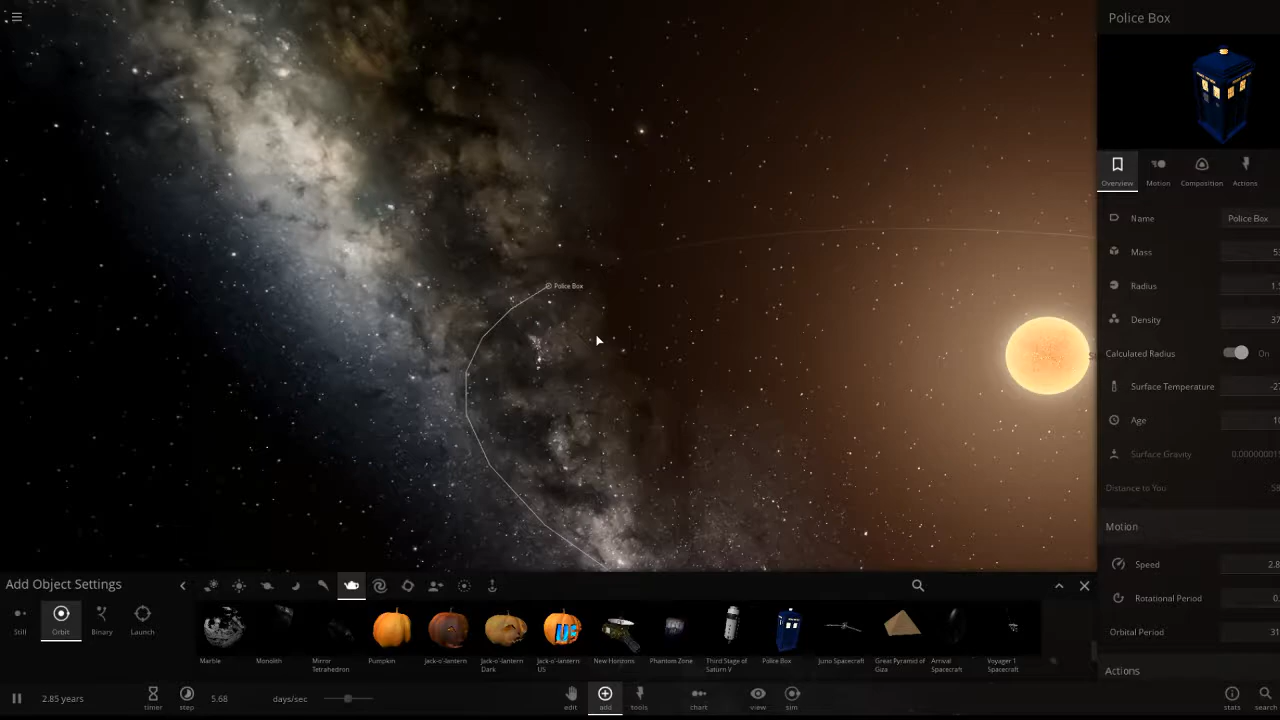 Police Box
Overview
Motion
Composition
Actions
Name
Police Box
Mass
Radius
Density
Calculated Radius
On
Surface Temperature
Age
Surface Gravity
Distance to You
Motion
Speed
2.8
Rotational Period
Orbital Period
31
Actions
Police Box
Add Object Settings
Still
Orbit
Binary
Launch
Marble
Monolith
Mirror
Tetrahedron
Pumpkin
Jack-o'-lantern
Jack-o'-lantern
Dark
Jack-o'-lantern
US
New Horizons
Phantom Zone
Third Stage of
Saturn V
Police Box
Juno Spacecraft
Great Pyramid of
Giza
Arrival
Spacecraft
Voyager 1
Spacecraft
2.85 years
timer
step
5.68
days/sec
edit
add
tools
chart
view
sim
stats
search